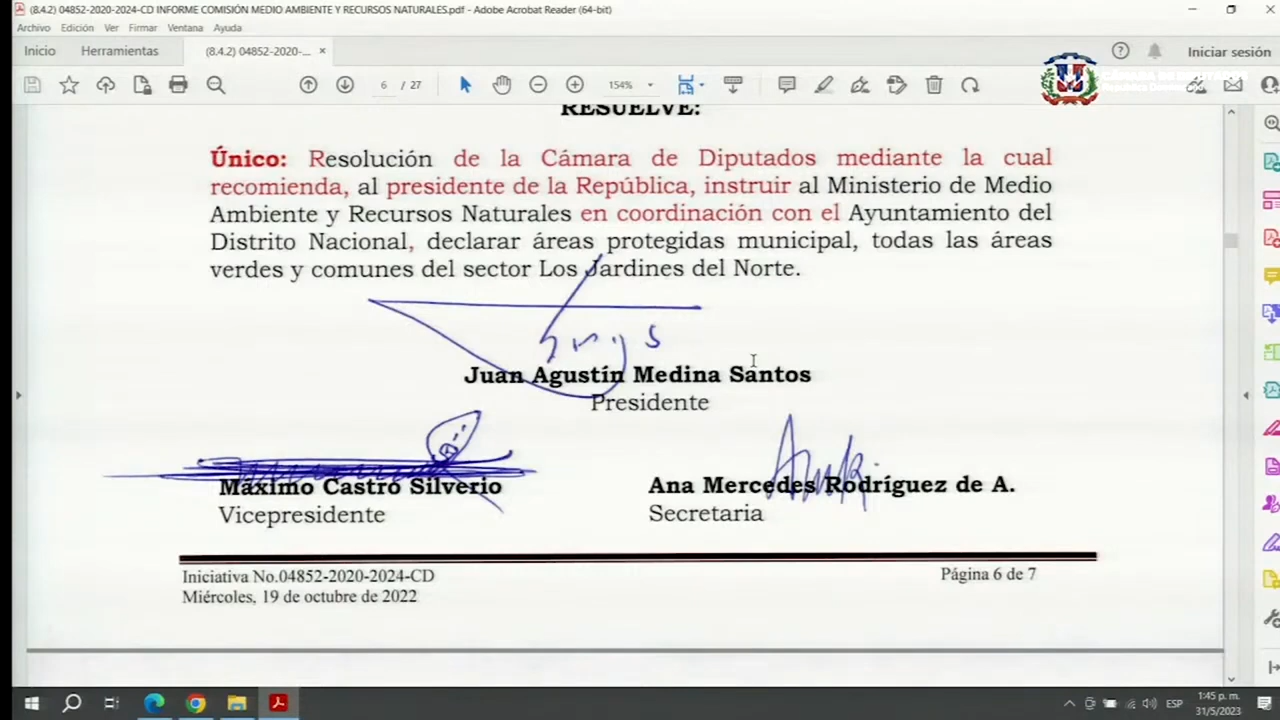 (8.4.2) 04852-2020-2024-CD INFORME COMISIÓN MEDIO AMBIENTE Y RECURSOS NATURALES.pdf - Adobe Acrobat Reader (64-bit)
Archivo Edición Ver Firmar Ventana Ayuda
Inicio Herramientas (8.4.2) 04852-2020-... × Iniciar sesión
6 / 27 154%
CÁMARA DE DIPUTADOS
República Dominicana
RESUELVE:
Único: Resolución de la Cámara de Diputados mediante la cual
recomienda, al presidente de la República, instruir al Ministerio de Medio
Ambiente y Recursos Naturales en coordinación con el Ayuntamiento del
Distrito Nacional, declarar áreas protegidas municipal, todas las áreas
verdes y comunes del sector Los Jardines del Norte.
Juan Agustín Medina Santos
Presidente
Máximo Castro Silverio
Vicepresidente
Ana Mercedes Rodríguez de A.
Secretaria
Iniciativa No.04852-2020-2024-CD
Miércoles, 19 de octubre de 2022
Página 6 de 7
ESP
1:45 p. m.
31/5/2023